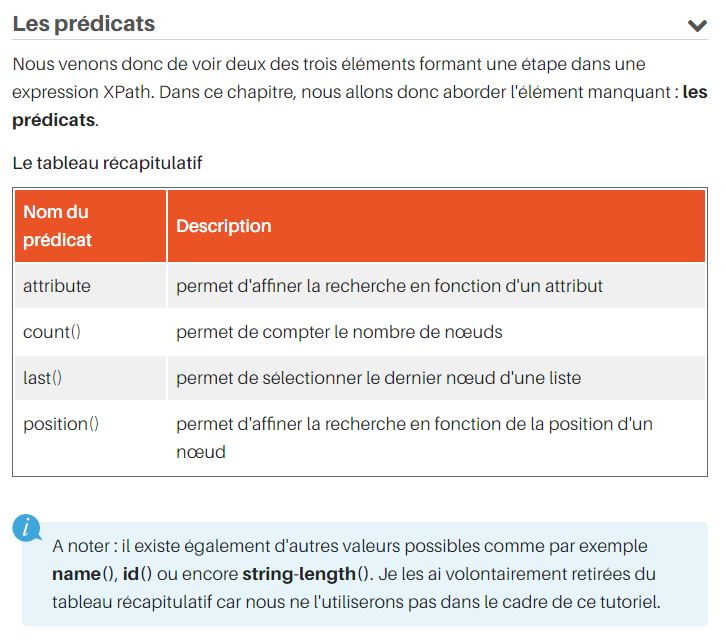 Les prédicats
Nous venons donc de voir deux des trois éléments formant une étape dans une
expression XPath. Dans ce chapitre, nous allons donc aborder l'élément manquant : les
prédicats.
Le tableau récapitulatif
Nom du
prédicat
Description
attribute
permet d'affiner la recherche en fonction d'un attribut
count()
permet de compter le nombre de nœuds
last()
permet de sélectionner le dernier nœud d'une liste
position()
permet d'affiner la recherche en fonction de la position d'un
nœud
i
A noter : il existe également d'autres valeurs possibles comme par exemple
name(), id() ou encore string-length(). Je les ai volontairement retirées du
tableau récapitulatif car nous ne l'utiliserons pas dans le cadre de ce tutoriel.